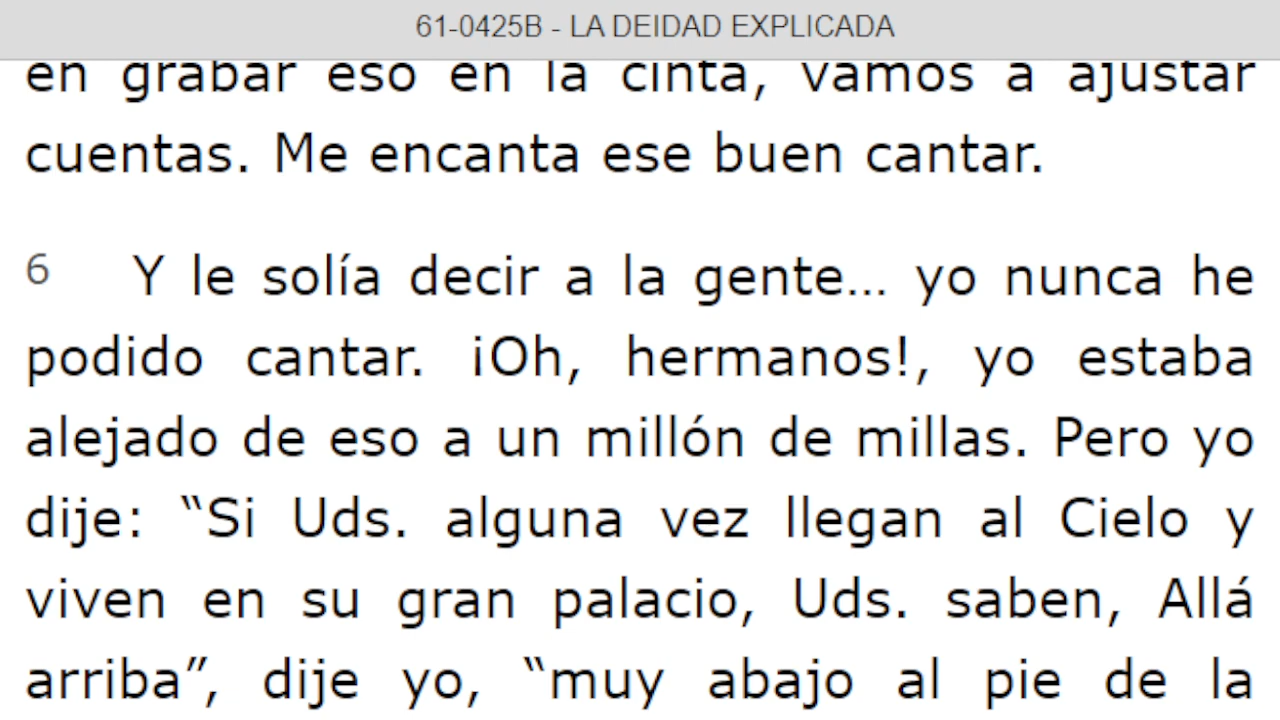 61-0425B - LA DEIDAD EXPLICADA
en grabar eso en la cinta, vamos a ajustar
cuentas. Me encanta ese buen cantar.
6 Y le solía decir a la gente... yo nunca he
podido cantar. ¡Oh, hermanos!, yo estaba
alejado de eso a un millón de millas. Pero yo
dije: “Si Uds. alguna vez llegan al Cielo y
viven en su gran palacio, Uds. saben, Allá
arriba”, dije yo, “muy abajo al pie de la